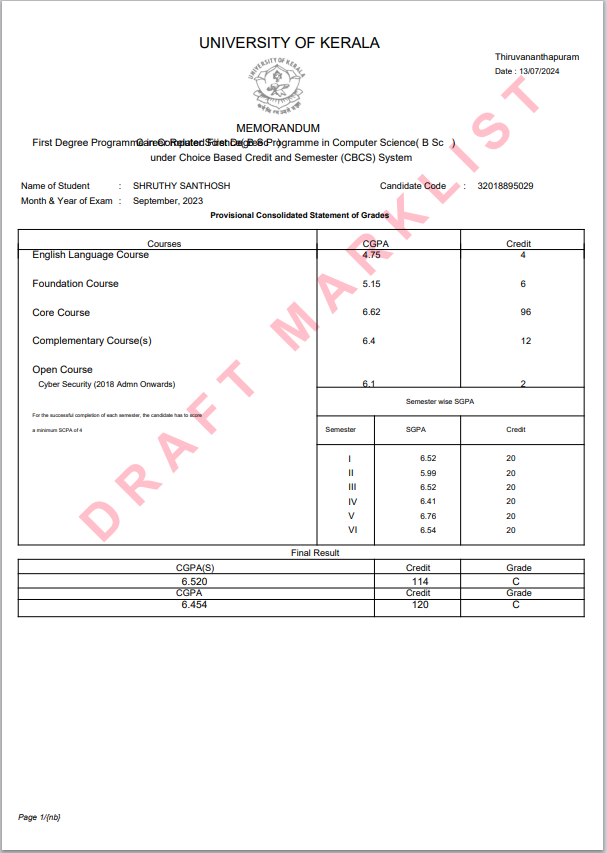 UNIVERSITY OF KERALA
Thiruvananthapuram
Date : 13/07/2024
UNIVERSITY OF KERALA
MEMORANDUM
First Degree Programme in Computer Science( B Sc )
Career Related First Degree Programme in Computer Science( B Sc )
under Choice Based Credit and Semester (CBCS) System
Name of Student : SHRUTHY SANTHOSH Candidate Code : 32018895029
Month & Year of Exam : September, 2023
Provisional Consolidated Statement of Grades
Courses CGPA Credit
English Language Course 4.75 4
Foundation Course 5.15 6
Core Course 6.62 96
Complementary Course(s) 6.4 12
Open Course
Cyber Security (2018 Admn Onwards) 6.1 2
Semester wise SGPA
For the successful completion of each semester, the candidate has to score
a minimum SCPA of 4
Semester SGPA Credit
I 6.52 20
II 5.99 20
III 6.52 20
IV 6.41 20
V 6.76 20
VI 6.54 20
Final Result
CGPA(S) Credit Grade
6.520 114 C
CGPA Credit Grade
6.454 120 C
DRAFT MARKLIST
Page 1/{nb}